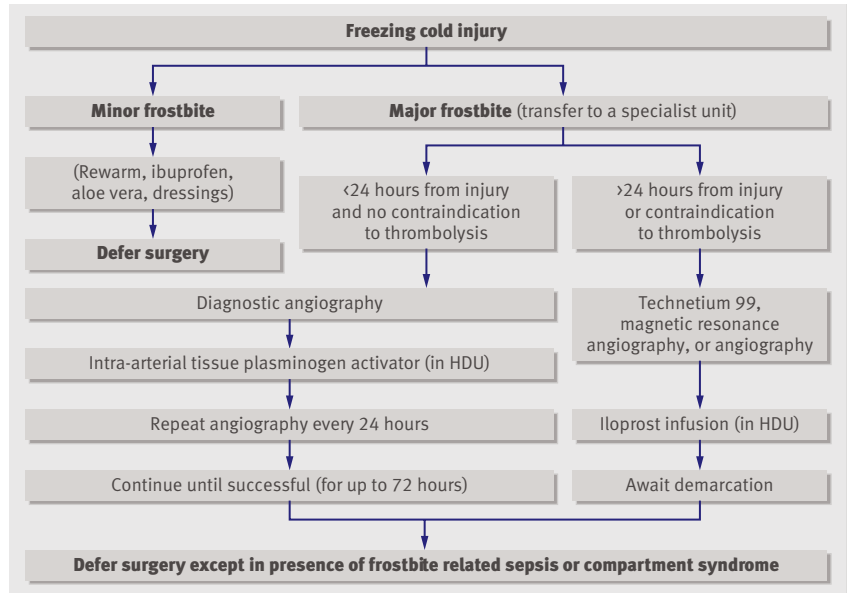 Freezing cold injury
Minor frostbite
Major frostbite (transfer to a specialist unit)
(Rewarm, ibuprofen,
aloe vera, dressings)
<24 hours from injury
and no contraindication
to thrombolysis
>24 hours from injury
or contraindication
to thrombolysis
Defer surgery
Diagnostic angiography
Technetium 99,
magnetic resonance
angiography, or angiography
Intra-arterial tissue plasminogen activator (in HDU)
Repeat angiography every 24 hours
Iloprost infusion (in HDU)
Continue until successful (for up to 72 hours)
Await demarcation
Defer surgery except in presence of frostbite related sepsis or compartment syndrome